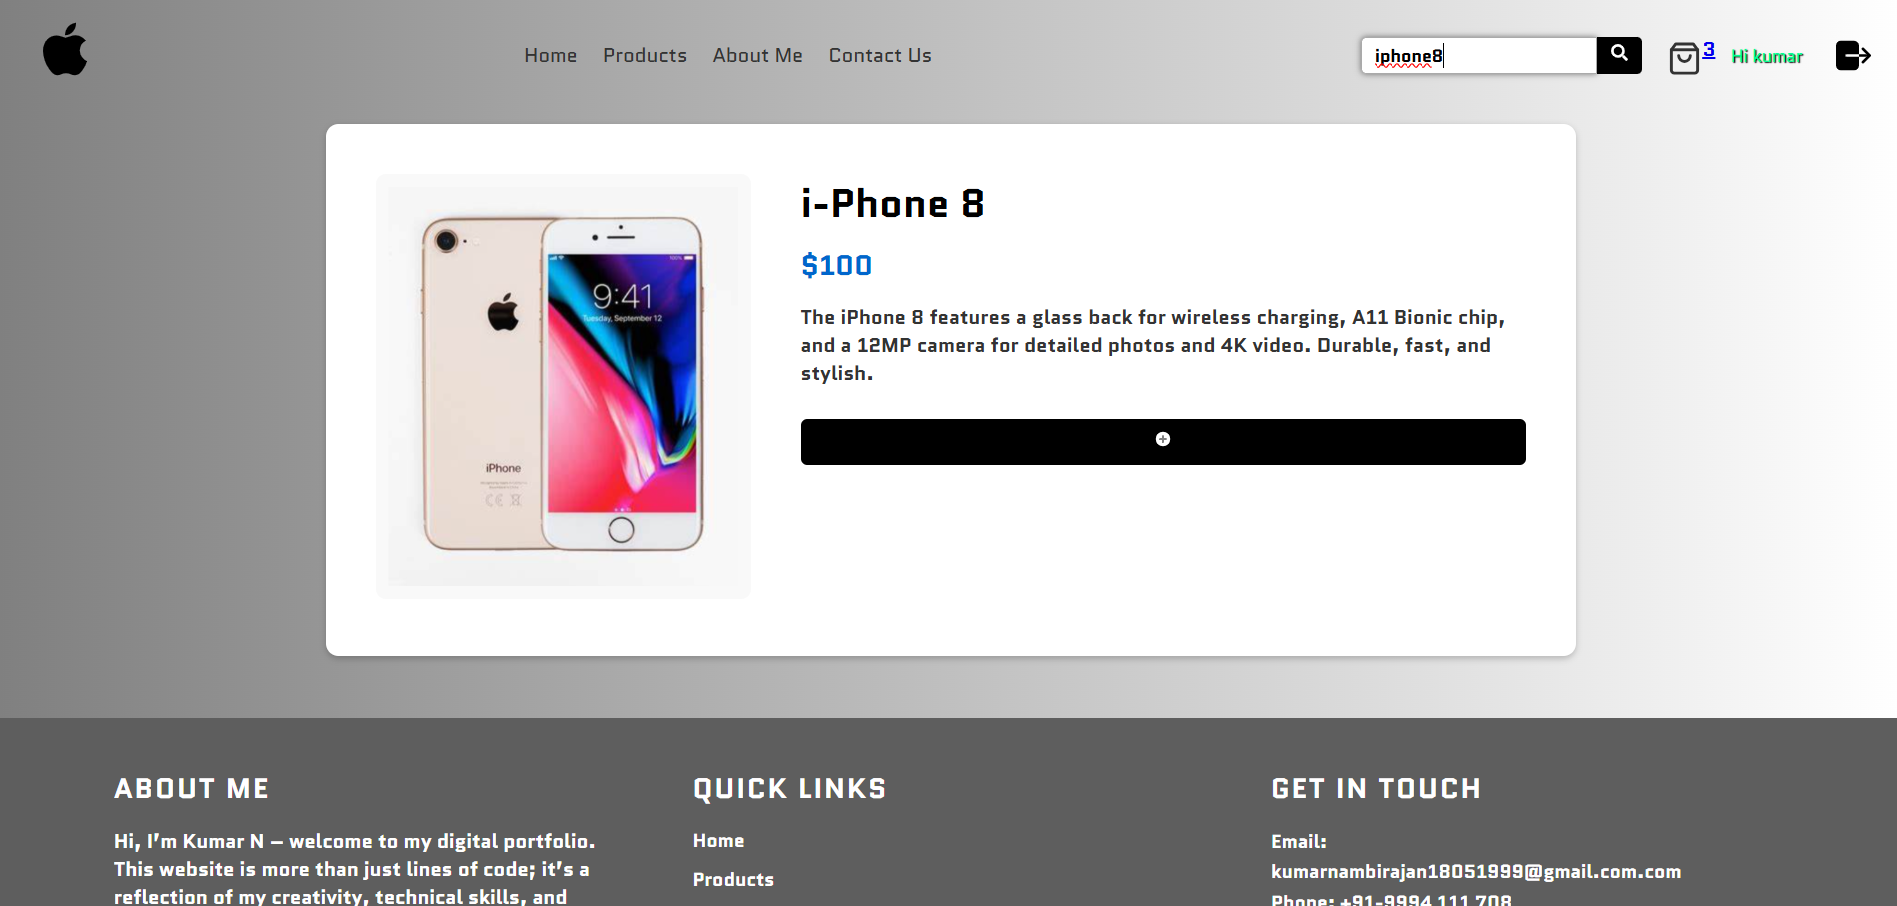 Home Products About Me Contact Us
iphone8
3
Hi kumar
i-Phone 8
$100
The iPhone 8 features a glass back for wireless charging, A11 Bionic chip,
and a 12MP camera for detailed photos and 4K video. Durable, fast, and
stylish.
9:41
Tuesday, September 12
100%
iPhone
ABOUT ME
Hi, I’m Kumar N – welcome to my digital portfolio.
This website is more than just lines of code; it’s a
reflection of my creativity, technical skills, and
QUICK LINKS
Home
Products
GET IN TOUCH
Email:
kumarnambirajan18051999@gmail.com.com
Phone: +91-9994 111 708